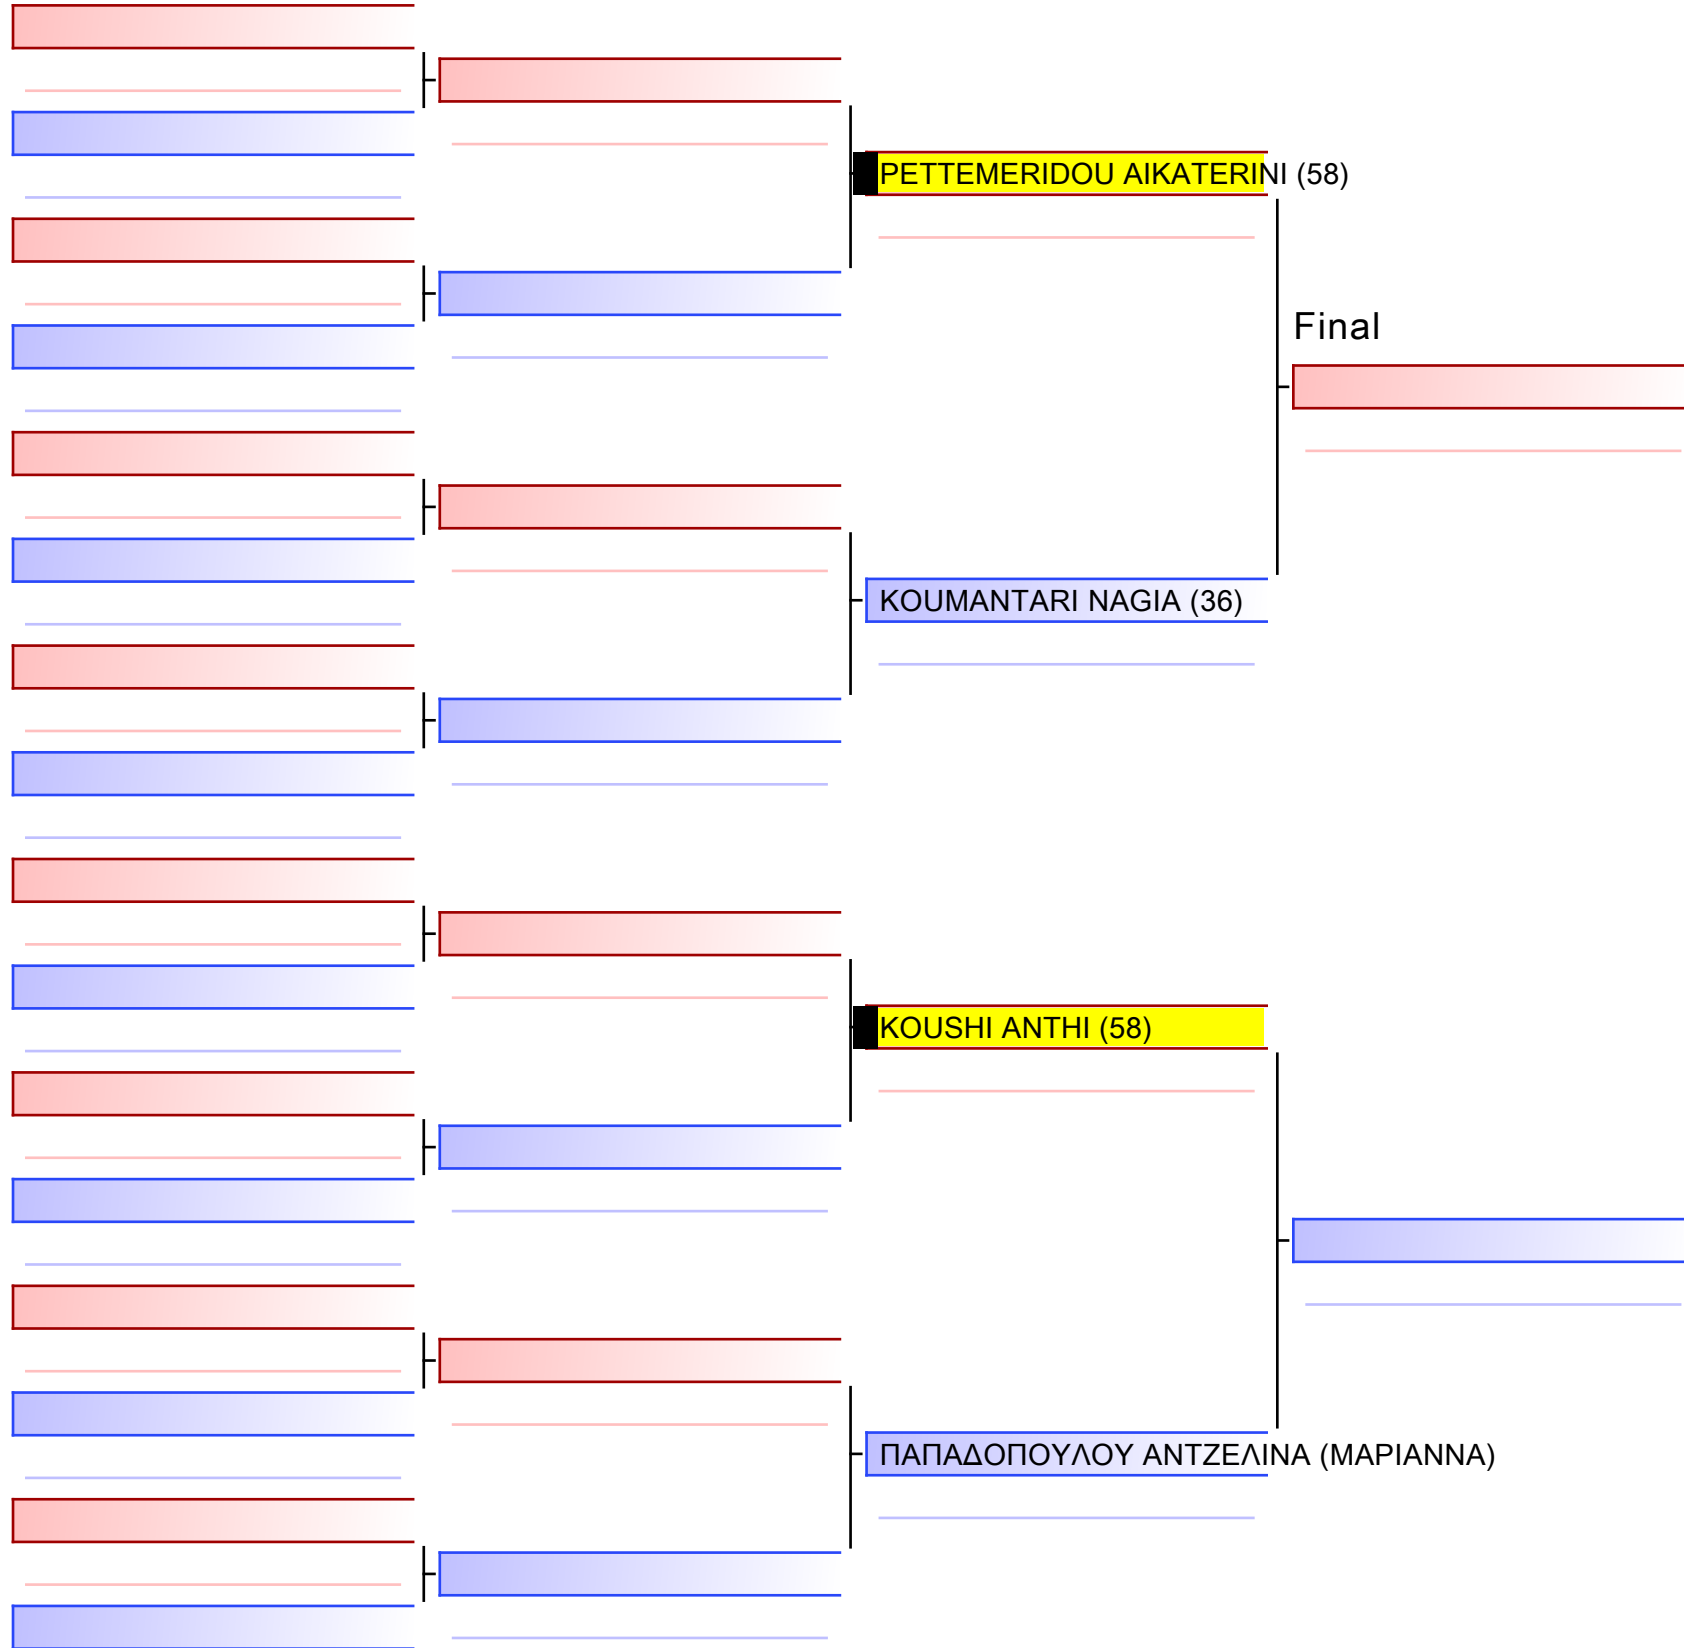 PETTEMERIDOU AIKATERINI (58)
Final
KOUMANTARI NAGIA (36)
KOUSHI ANTHI (58)
ΠΑΠΑΔΟΠΟΥΛΟΥ ΑΝΤΖΕΛΙΝΑ (ΜΑΡΙΑΝΝΑ)